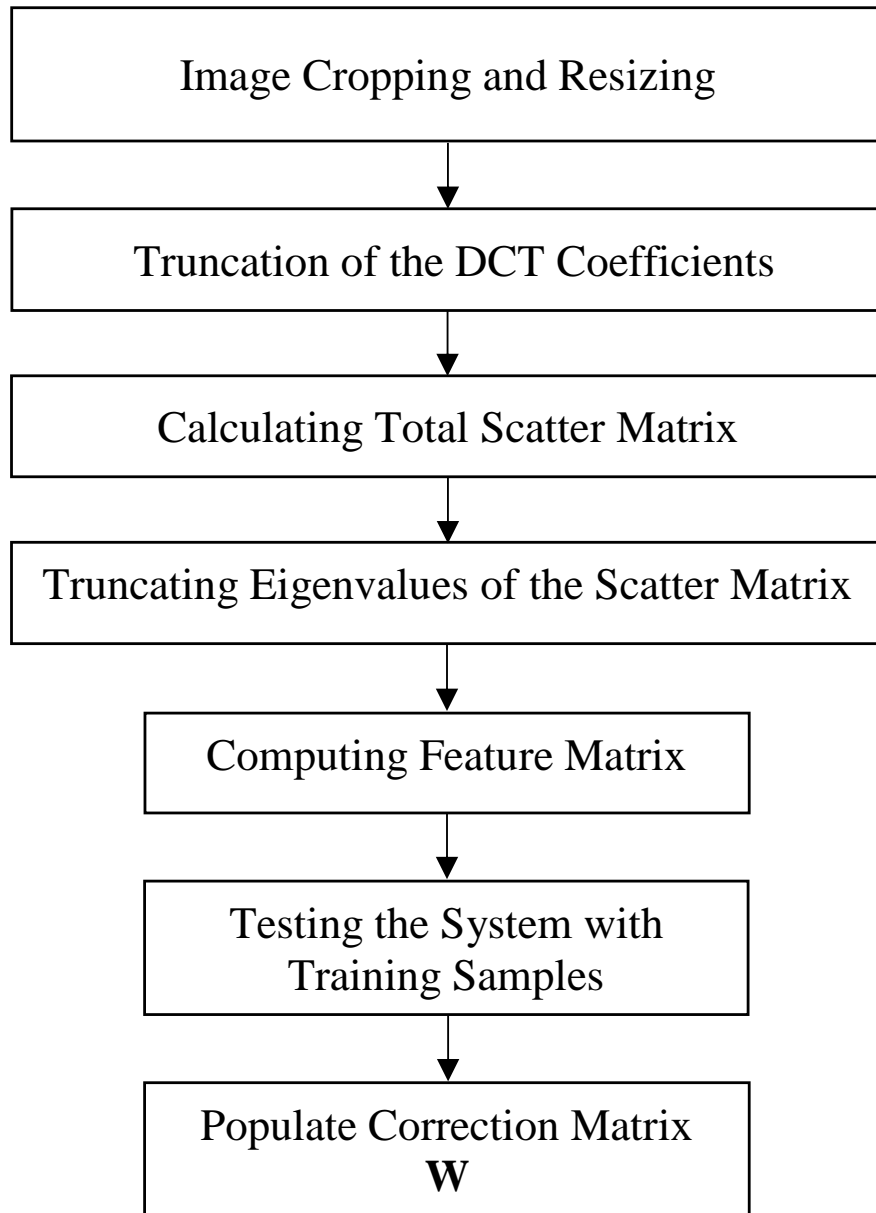 Image Cropping and Resizing
Truncation of the DCT Coefficients
Calculating Total Scatter Matrix
Truncating Eigenvalues of the Scatter Matrix
Computing Feature Matrix
Testing the System with
Training Samples
Populate Correction Matrix
W